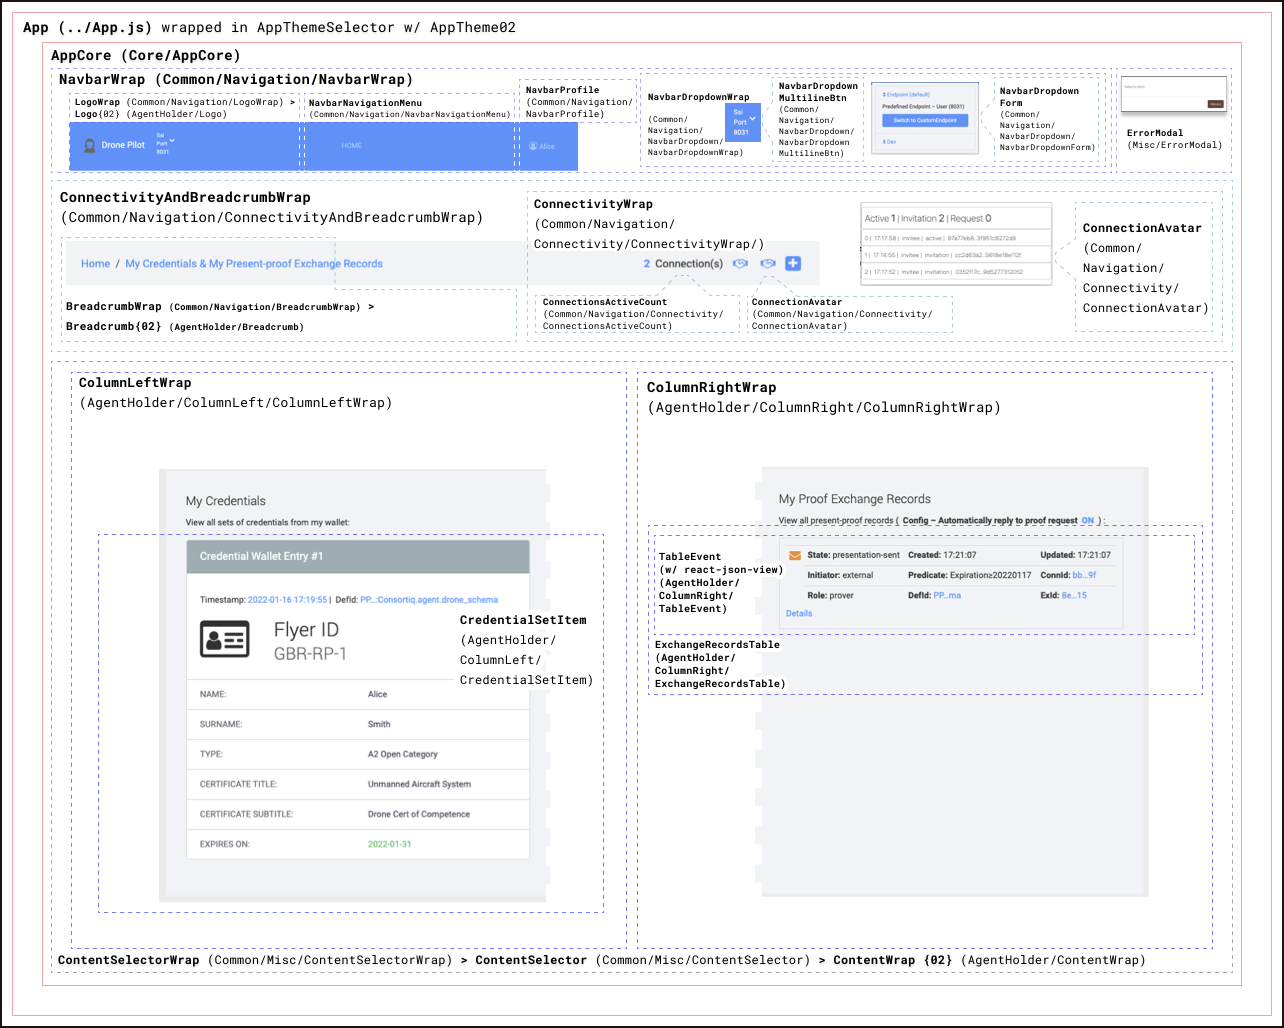 App (../App.js) wrapped in AppThemeSelector w/ AppTheme02
AppCore (Core/AppCore)
NavbarWrap (Common/Navigation/NavbarWrap)
LogoWrap (Common/Navigation/LogoWrap) >
Logo{02} (AgentHolder/Logo)
Drone Pilot
Ssi
Port
8031
NavbarNavigationMenu
(Common/Navigation/NavbarNavigationMenu)
HOME
NavbarProfile
(Common/Navigation/
NavbarProfile)
Alice
NavbarDropdownWrap
(Common/
Navigation/
NavbarDropdown/
NavbarDropdownWrap)
Ssi
Port
8031
NavbarDropdown
MultilineBtn
(Common/
Navigation/
NavbarDropdown/
MultilineBtn)
Endpoint (default)
Predefined Endpoint – User (8031)
Switch to CustomEndpoint
Dev
NavbarDropdown
Form
(Common/
Navigation/
NavbarDropdown/
NavbarDropdownForm)
ErrorModal
(Misc/ErrorModal)
ConnectivityAndBreadcrumbWrap
(Common/Navigation/ConnectivityAndBreadcrumbWrap)
Home / My Credentials & My Present-proof Exchange Records
BreadcrumbWrap (Common/Navigation/BreadcrumbWrap) >
Breadcrumb{02} (AgentHolder/Breadcrumb)
ConnectivityWrap
(Common/Navigation/
Connectivity/ConnectivityWrap/)
2 Connection(s)
ConnectionsActiveCount
(Common/Navigation/Connectivity/
ConnectionsActiveCount)
ConnectionAvatar
(Common/Navigation/Connectivity/
ConnectionAvatar)
Active 1 | Invitation 2 | Request 0
0 | 17:17:58 | invitee | active | 97a77eb8...3f951c8272d9
1 | 17:14:55 | invitee | invitation | cc2d63a2...5618e18e112f
2 | 17:17:52 | invitee | invitation | 0352f17c...9d5277312052
ConnectionAvatar
(Common/
Navigation/
Connectivity/
ConnectionAvatar)
ColumnLeftWrap
(AgentHolder/ColumnLeft/ColumnLeftWrap)
My Credentials
View all sets of credentials from my wallet:
Credential Wallet Entry #1
Timestamp: 2022-01-16 17:19:55 | DefId: PP...:Consortiq.agent.drone_schema
Flyer ID
GBR-RP-1
CredentialSetItem
(AgentHolder/
ColumnLeft/
CredentialSetItem)
NAME: Alice
SURNAME: Smith
TYPE: A2 Open Category
CERTIFICATE TITLE: Unmanned Aircraft System
CERTIFICATE SUBTITLE: Drone Cert of Competence
EXPIRES ON: 2022-01-31
ColumnRightWrap
(AgentHolder/ColumnRight/ColumnRightWrap)
My Proof Exchange Records
View all present-proof records ( Config – Automatically reply to proof request ON ) :
TableEvent
(w/ react-json-view)
(AgentHolder/
ColumnRight/
TableEvent)
State: presentation-sent Created: 17:21:07 Updated: 17:21:07
Initiator: external Predicate: Expiration≥20220117 ConnId: bb...9f
Role: prover DefId: PP...ma ExId: 8e...15
Details
ExchangeRecordsTable
(AgentHolder/
ColumnRight/
ExchangeRecordsTable)
ContentSelectorWrap (Common/Misc/ContentSelectorWrap) > ContentSelector (Common/Misc/ContentSelector) > ContentWrap {02} (AgentHolder/ContentWrap)